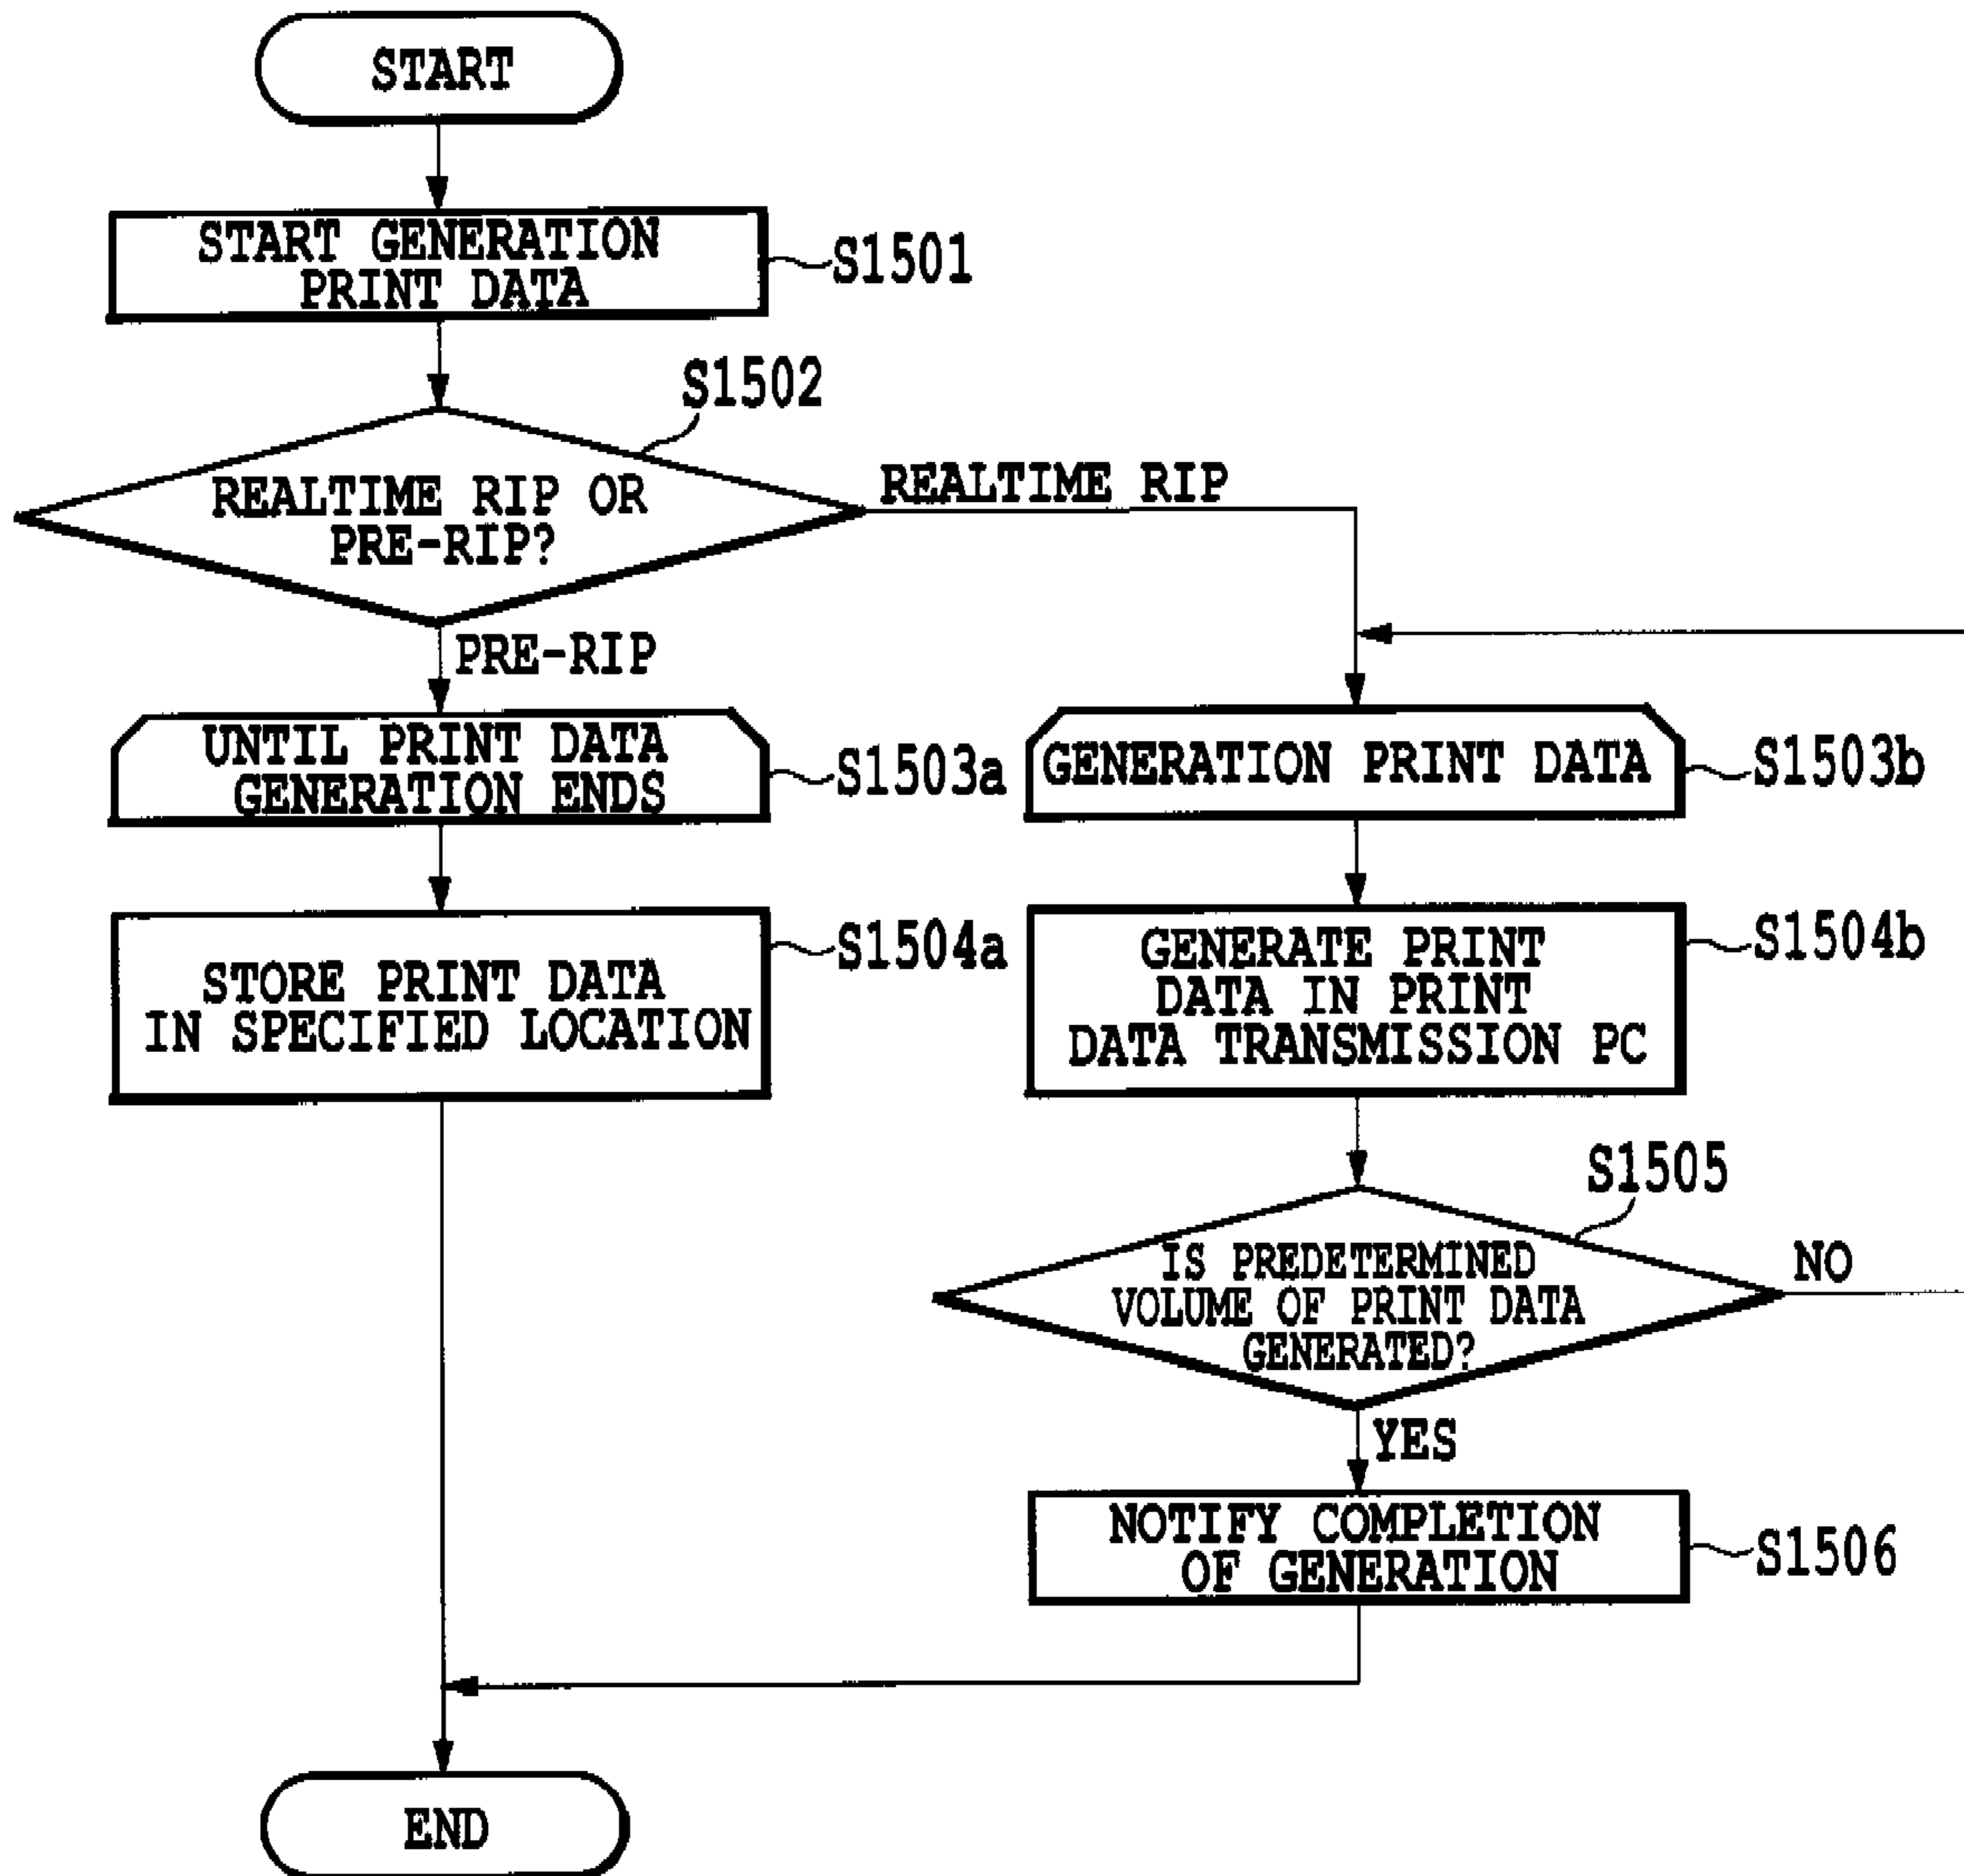 START
START GENERATION
PRINT DATA
S1501
S1502
REALTIME RIP OR
PRE-RIP?
REALTIME RIP
PRE-RIP
UNTIL PRINT DATA
GENERATION ENDS
S1503a
GENERATION PRINT DATA
S1503b
STORE PRINT DATA
IN SPECIFIED LOCATION
S1504a
GENERATE PRINT
DATA IN PRINT
DATA TRANSMISSION PC
S1504b
S1505
IS PREDETERMINED
VOLUME OF PRINT DATA
GENERATED?
NO
YES
NOTIFY COMPLETION
OF GENERATION
S1506
END